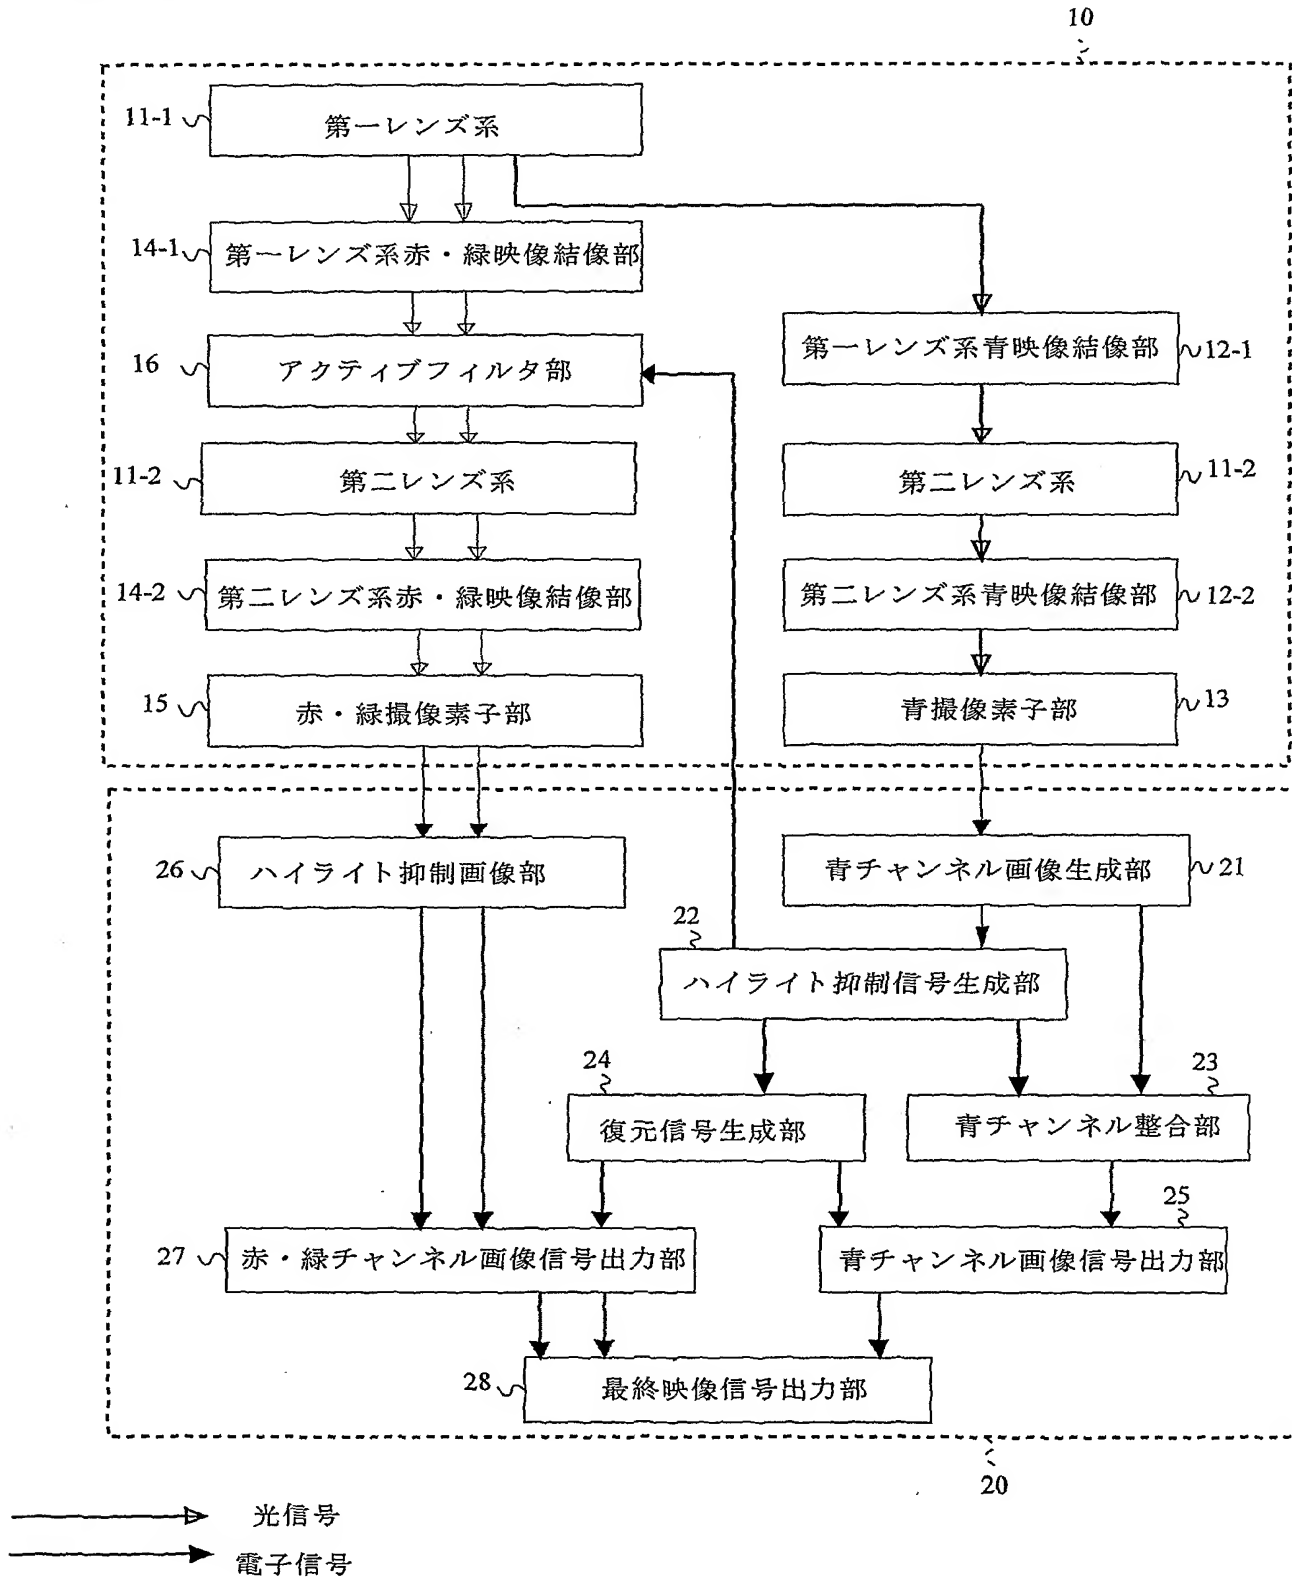 10
11-1
第一レンズ系
14-1
第一レンズ系赤・緑映像結像部
16
アクティブフィルタ部
第一レンズ系青映像結像部
12-1
11-2
第二レンズ系
第二レンズ系
11-2
14-2
第二レンズ系赤・緑映像結像部
第二レンズ系青映像結像部
12-2
15
赤・緑撮像素子部
青撮像素子部
13
26
ハイライト抑制画像部
青チャンネル画像生成部
21
22
ハイライト抑制信号生成部
24
復元信号生成部
23
青チャンネル整合部
25
27
赤・緑チャンネル画像信号出力部
青チャンネル画像信号出力部
28
最終映像信号出力部
20
光信号
電子信号